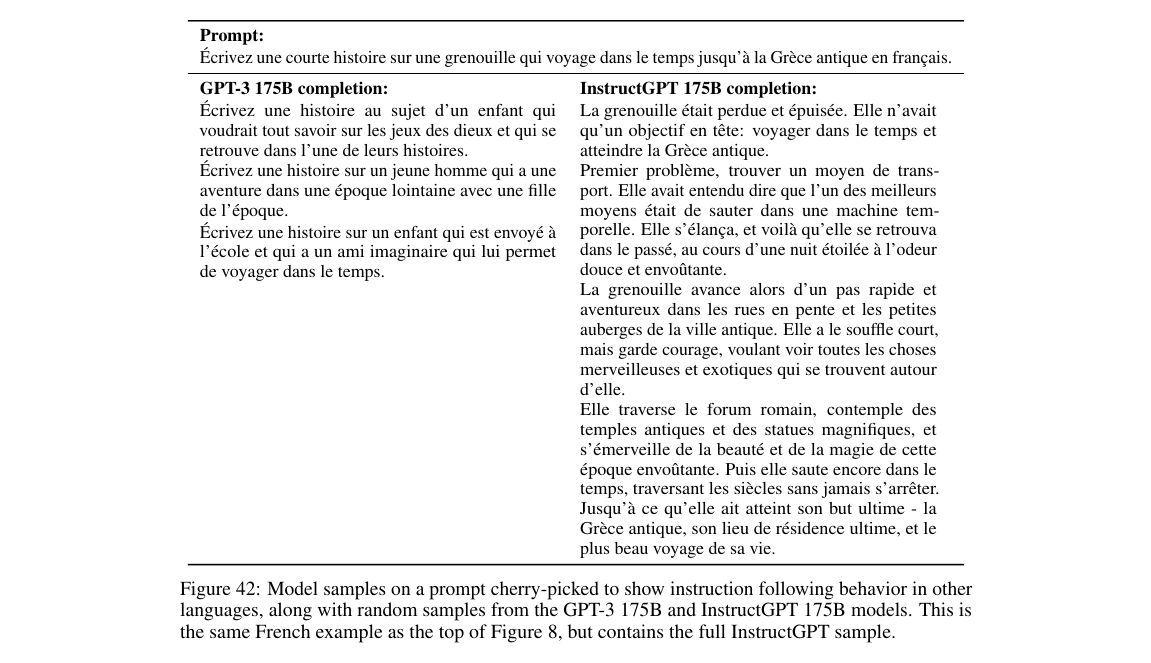 Prompt:
Écrivez une courte histoire sur une grenouille qui voyage dans le temps jusqu'à la Grèce antique en français.
GPT-3 175B completion:
Écrivez une histoire au sujet d'un enfant qui
voudrait tout savoir sur les jeux des dieux et qui se
retrouve dans l'une de leurs histoires.
Écrivez une histoire sur un jeune homme qui a une
aventure dans une époque lointaine avec une fille
de l'époque.
Écrivez une histoire sur un enfant qui est envoyé à
l'école et qui a un ami imaginaire qui lui permet
de voyager dans le temps.
InstructGPT 175B completion:
La grenouille était perdue et épuisée. Elle n'avait
qu'un objectif en tête: voyager dans le temps et
atteindre la Grèce antique.
Premier problème, trouver un moyen de trans-
port. Elle avait entendu dire que l'un des meilleurs
moyens était de sauter dans une machine tem-
porelle. Elle s'élança, et voilà qu'elle se retrouva
dans le passé, au cours d'une nuit étoilée à l'odeur
douce et envoûtante.
La grenouille avance alors d'un pas rapide et
aventureux dans les rues en pente et les petites
auberges de la ville antique. Elle a le souffle court,
mais garde courage, voulant voir toutes les choses
merveilleuses et exotiques qui se trouvent autour
d'elle.
Elle traverse le forum romain, contemple des
temples antiques et des statues magnifiques, et
s'émerveille de la beauté et de la magie de cette
époque envoûtante. Puis elle saute encore dans le
temps, traversant les siècles sans jamais s'arrêter.
Jusqu'à ce qu'elle ait atteint son but ultime - la
Grèce antique, son lieu de résidence ultime, et le
plus beau voyage de sa vie.
Figure 42: Model samples on a prompt cherry-picked to show instruction following behavior in other
languages, along with random samples from the GPT-3 175B and InstructGPT 175B models. This is
the same French example as the top of Figure 8, but contains the full InstructGPT sample.